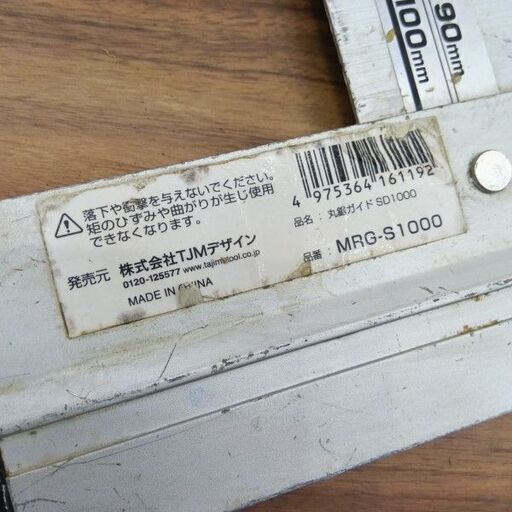 90mm
100mm
落下や衝撃を与えないでください。
矩のひずみや曲がりが生じ使用
できなくなります。
発売元 株式会社TJMデザイン
0120-125577 www.tajimatool.co.jp
MADE IN CHINA
4 975364 161192
品名：丸鋸ガイド SD1000
品番：MRG-S1000